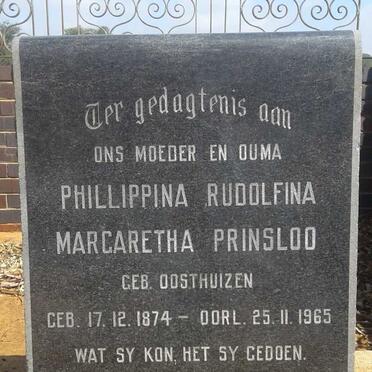 Ter gedagtenis aan
ONS MOEDER EN OUMA
PHILLIPPINA RUDOLFINA
MARGARETHA PRINSLOO
GEB. OOSTHUIZEN
GEB. 17. 12. 1874 – OORL. 25. 11. 1965
WAT SY KON, HET SY GEDOEN.